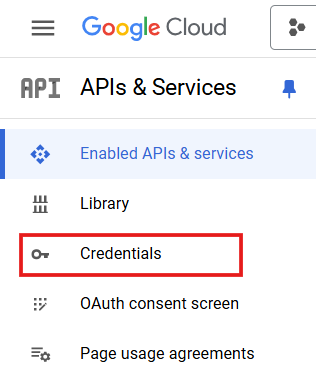 Google Cloud
API APIs & Services
Enabled APIs & services
Library
Credentials
OAuth consent screen
Page usage agreements